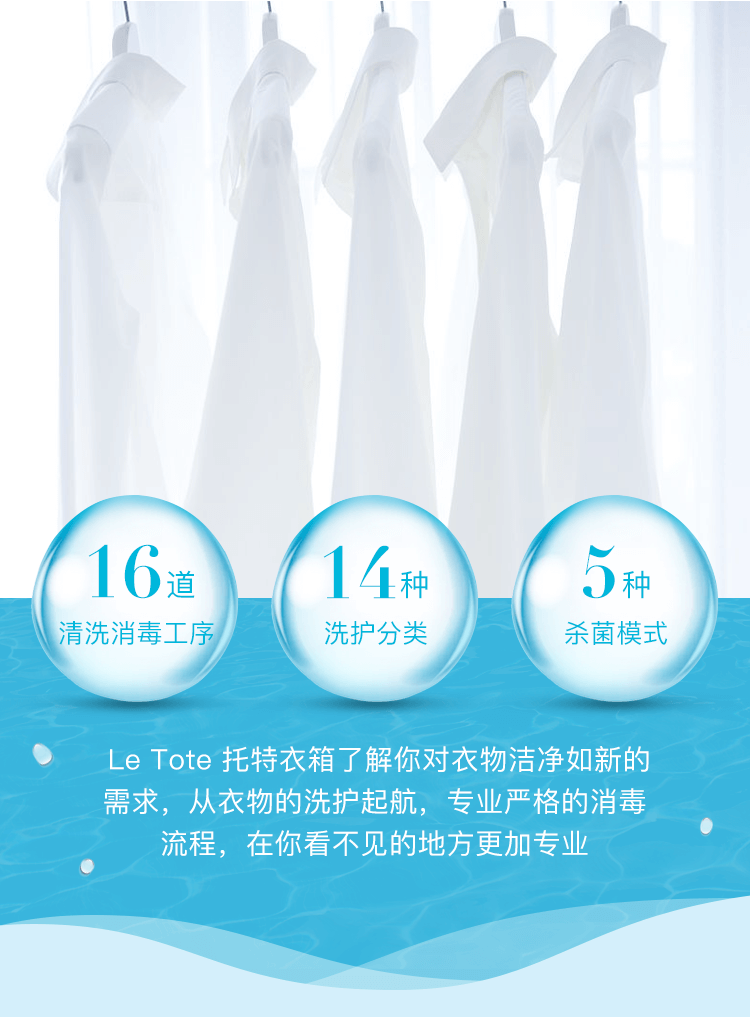 16道
清洗消毒工序
14种
洗护分类
5种
杀菌模式
Le Tote 托特衣箱了解你对衣物洁净如新的
需求，从衣物的洗护起航，专业严格的消毒
流程，在你看不见的地方更加专业